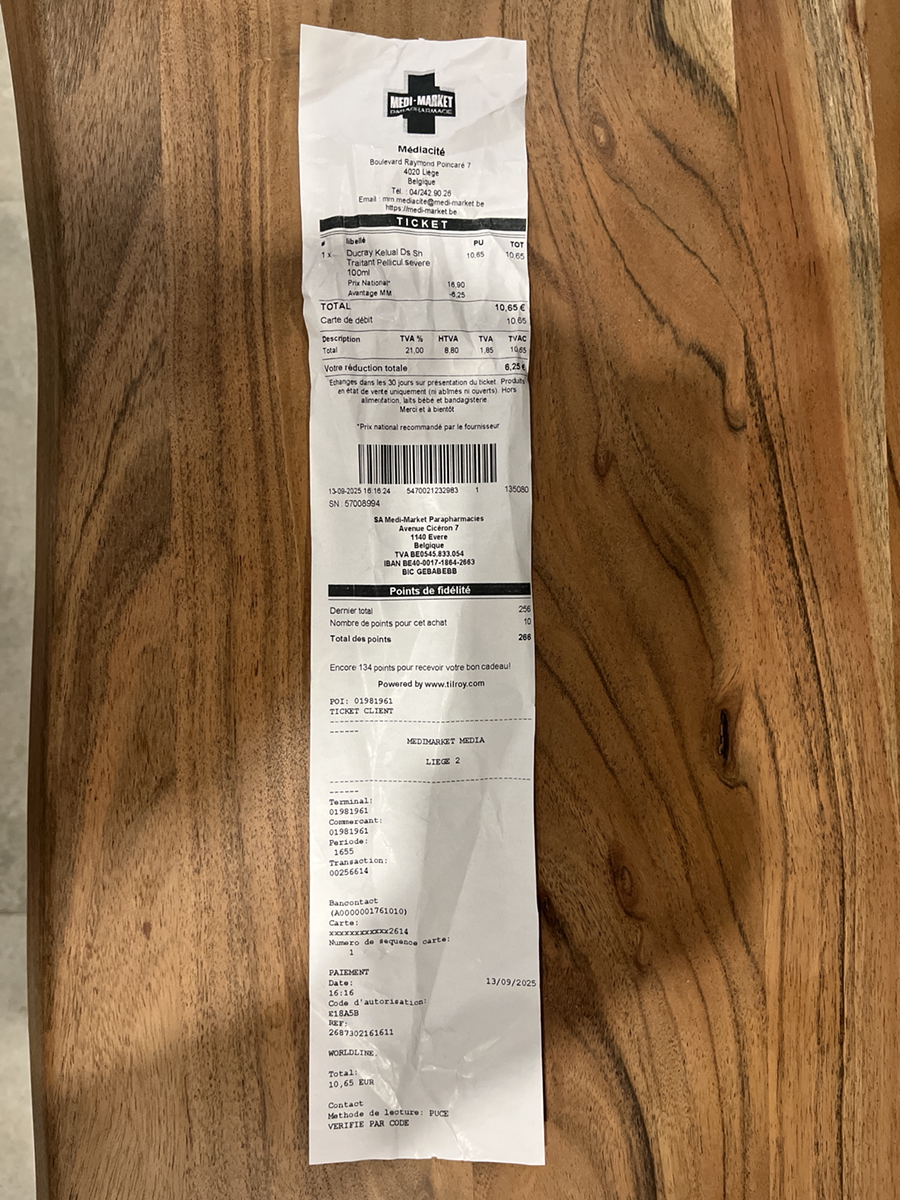 MEDI-MARKET
PARAPHARMACIE
Médiacité
Boulevard Raymond Poincaré 7
4020 Liège
Belgique
Tél. : 04/242.90.26
Email : mm.mediacite@medi-market.be
https://medi-market.be
TICKET
# libellé PU TOT
1 x Ducray Kelual Ds Sh 10,65 10,65
Traitant Pellicul.severe
100ml
Prix National* 16,90
Avantage MM -6,25
TOTAL 10,65 €
Carte de débit 10,65
Description TVA % HTVA TVA TVAC
Total 21,00 8,80 1,85 10,65
Votre réduction totale 6,25 €
Echanges dans les 30 jours sur présentation du ticket. Produits
en état de vente uniquement (ni abîmés ni ouverts). Hors
alimentation, laits bébé et bandagisterie.
Merci et à bientôt
*Prix national recommandé par le fournisseur
13-09-2025 16:16:24 5470021232983 1 135080
SN : 57008994
SA Medi-Market Parapharmacies
Avenue Cicéron 7
1140 Evere
Belgique
TVA BE0545.833.054
IBAN BE40-0017-1864-2663
BIC GEBABEBB
Points de fidélité
Dernier total 256
Nombre de points pour cet achat 10
Total des points 266
Encore 134 points pour recevoir votre bon cadeau!
Powered by www.tilroy.com
POI: 01981961
TICKET CLIENT
------
MEDIMARKET MEDIA
LIEGE 2
------
Terminal:
01981961
Commercant:
01981961
Periode:
1655
Transaction:
00256614
Bancontact
(A0000001761010)
Carte:
xxxxxxxxxxxx2614
Numero de sequence carte:
1
PAIEMENT
Date: 13/09/2025
16:16
Code d'autorisation:
E18A5B
REF:
2687302161611
WORLDLINE.
Total:
10,65 EUR
Contact
Methode de lecture: PUCE
VERIFIE PAR CODE